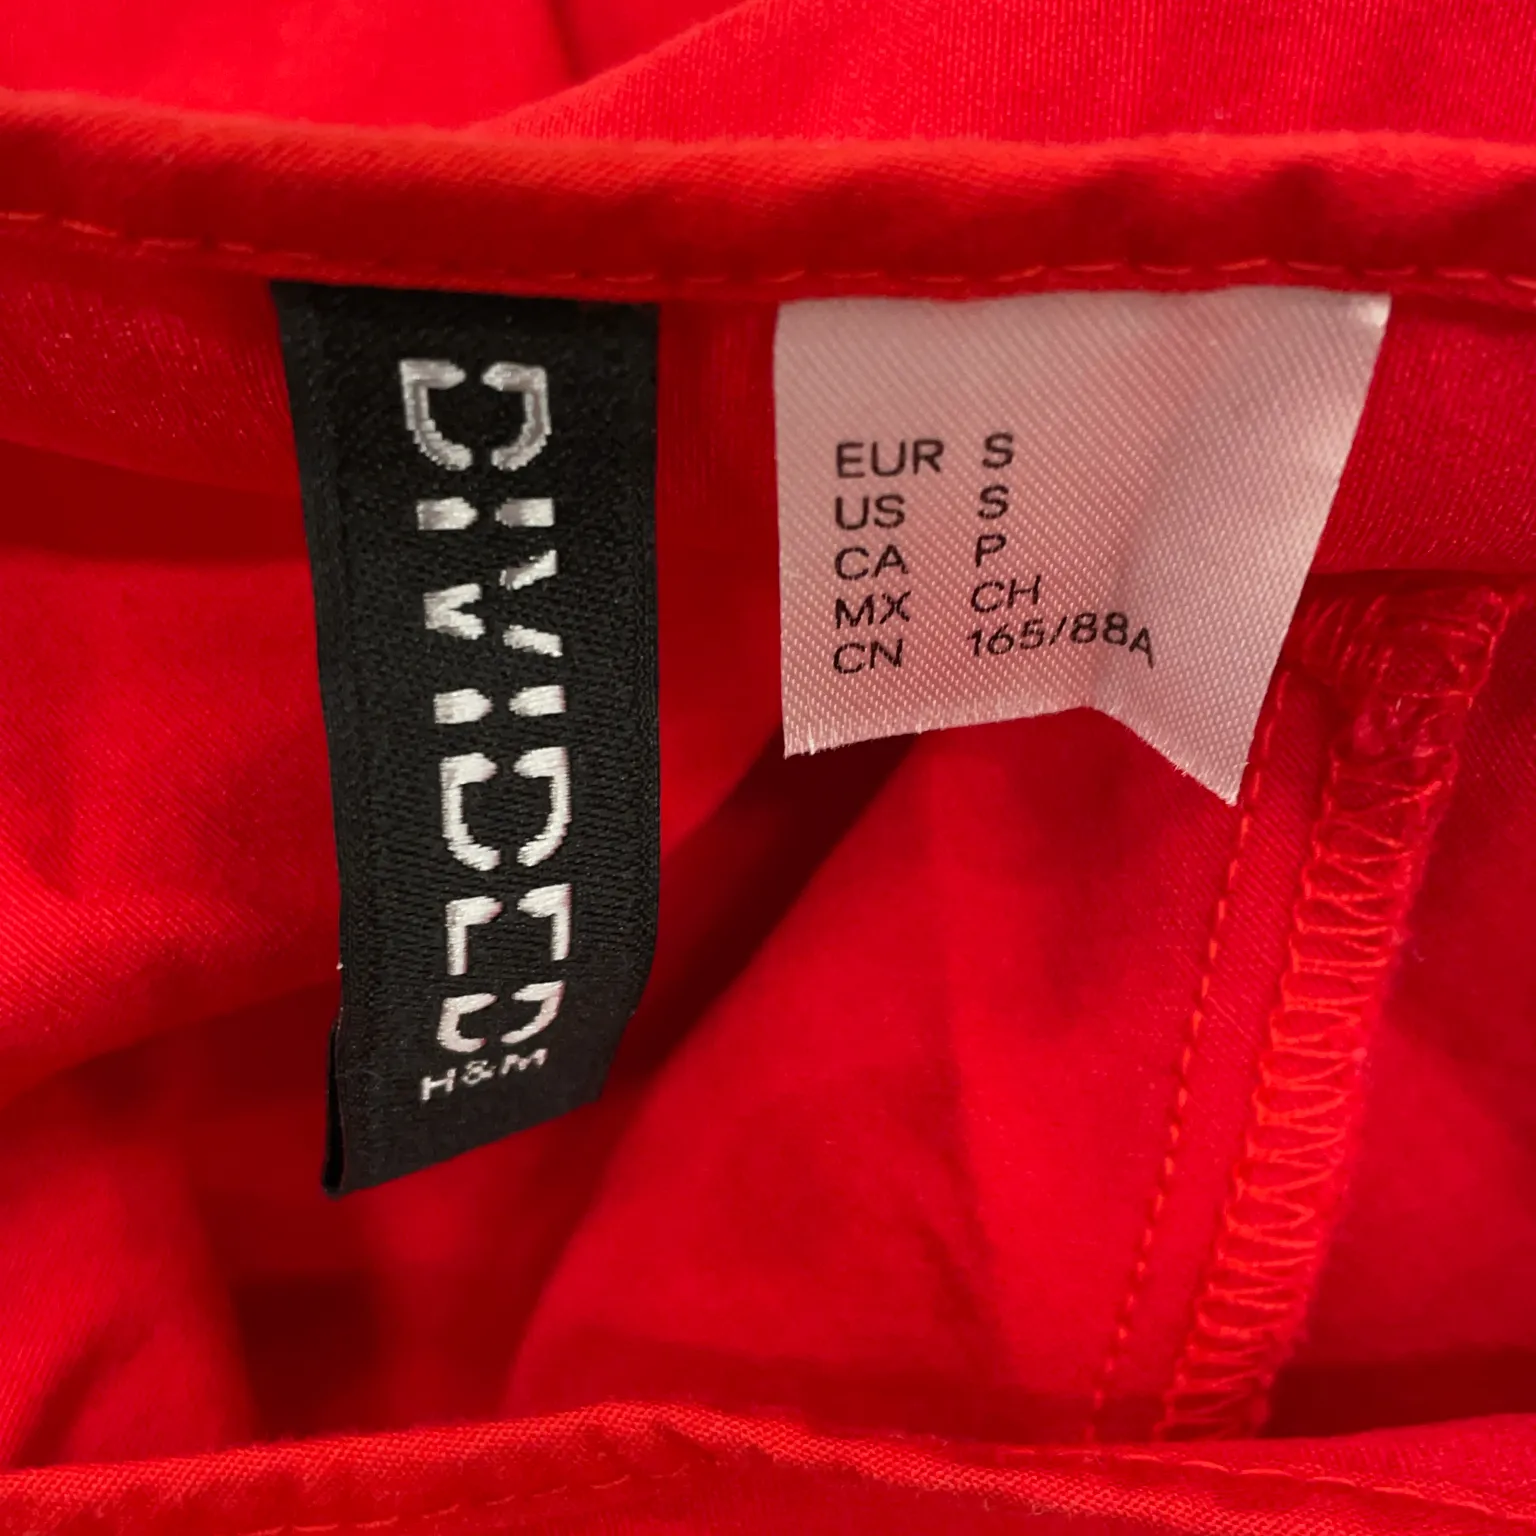 DIVIDED
H&M
EUR S
US S
CA P
MX CH
CN 165/88A